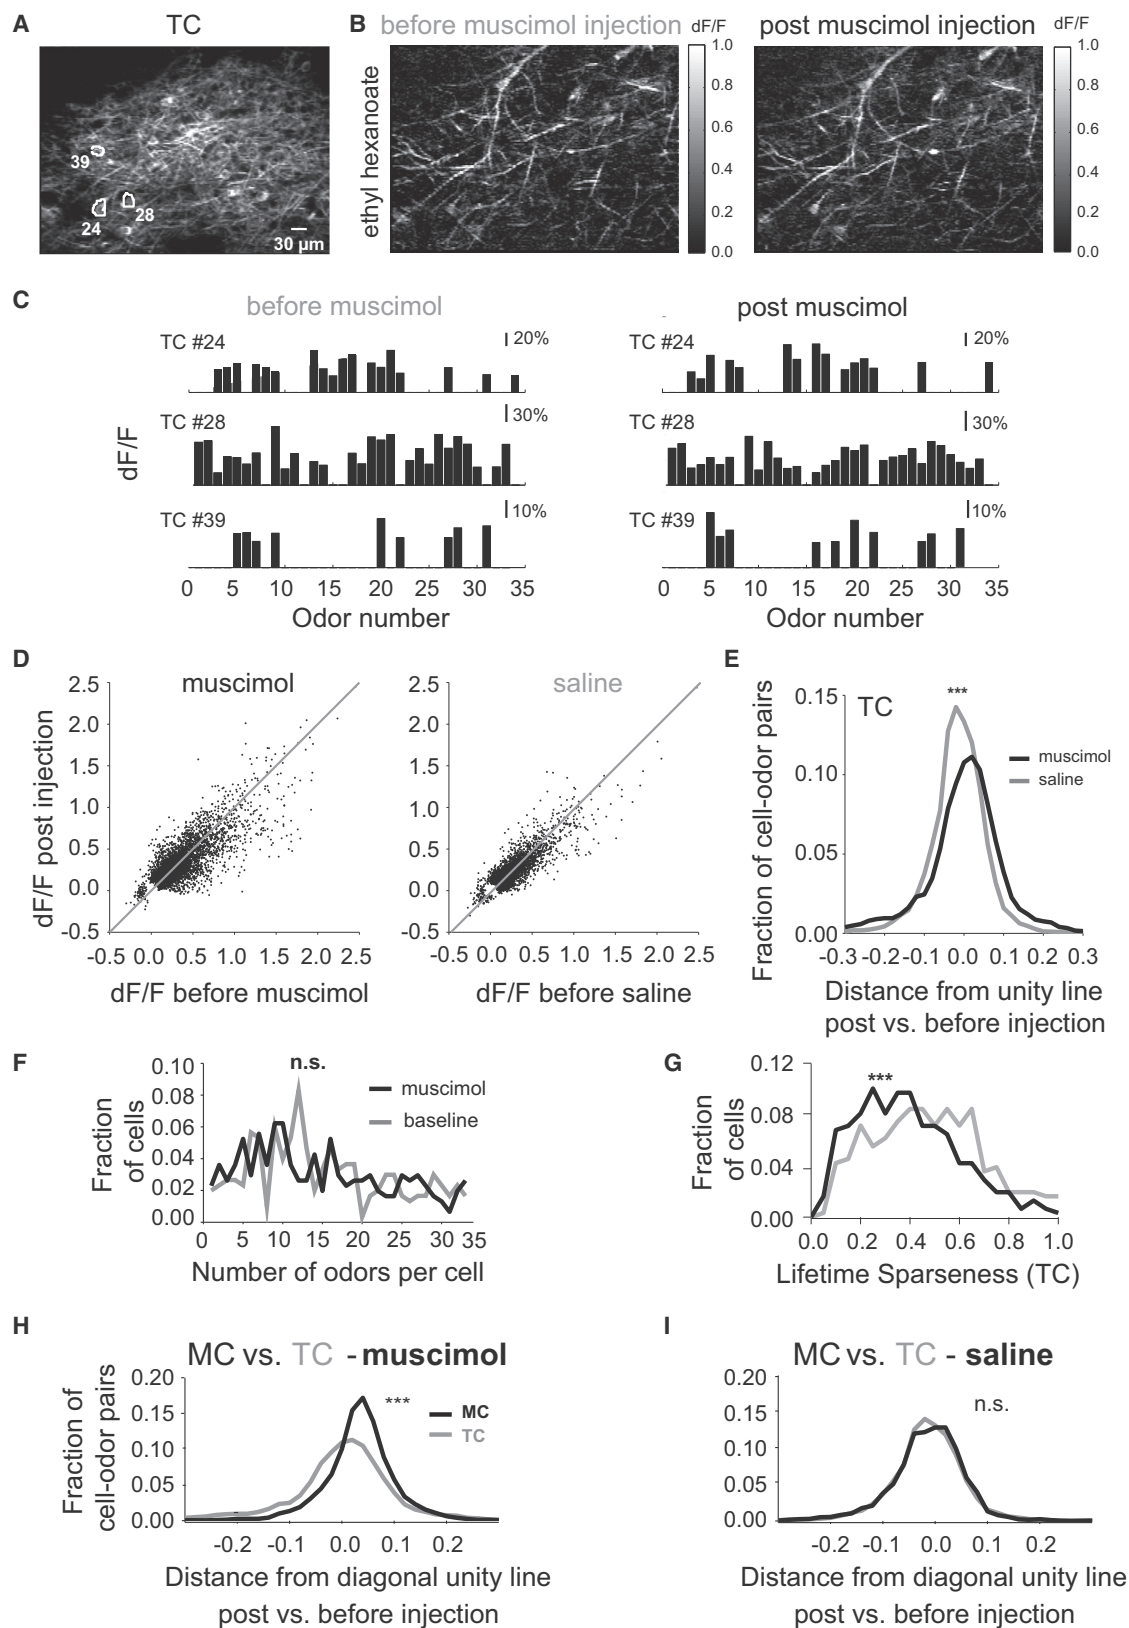 A
TC
39
24
28
30 µm
B
before muscimol injection
dF/F
post muscimol injection
dF/F
ethyl hexanoate
1.0
0.8
0.6
0.4
0.2
0.0
1.0
0.8
0.6
0.4
0.2
0.0
C
before muscimol
post muscimol
dF/F
TC #24
20%
TC #28
30%
TC #39
10%
0 5 10 15 20 25 30 35
Odor number
TC #24
20%
TC #28
30%
TC #39
10%
0 5 10 15 20 25 30 35
Odor number
D
muscimol
dF/F post injection
2.5
2.0
1.5
1.0
0.5
0.0
-0.5
-0.5 0.0 0.5 1.0 1.5 2.0 2.5
dF/F before muscimol
saline
2.5
2.0
1.5
1.0
0.5
0.0
-0.5
-0.5 0.0 0.5 1.0 1.5 2.0 2.5
dF/F before saline
E
Fraction of cell-odor pairs
0.15
0.10
0.05
0.00
TC
***
muscimol
saline
-0.3 -0.2 -0.1 0.0 0.1 0.2 0.3
Distance from unity line
post vs. before injection
F
Fraction
of cells
0.10
0.08
0.06
0.04
0.02
0.00
n.s.
muscimol
baseline
0 5 10 15 20 25 30 35
Number of odors per cell
G
Fraction
of cells
0.12
0.08
0.04
0.00
***
0.0 0.2 0.4 0.6 0.8 1.0
Lifetime Sparseness (TC)
H
MC vs. TC - muscimol
Fraction of
cell-odor pairs
0.20
0.15
0.10
0.05
0.00
***
MC
TC
-0.2 -0.1 0.0 0.1 0.2
Distance from diagonal unity line
post vs. before injection
I
MC vs. TC - saline
0.20
0.15
0.10
0.05
0.00
n.s.
-0.2 -0.1 0.0 0.1 0.2
Distance from diagonal unity line
post vs. before injection